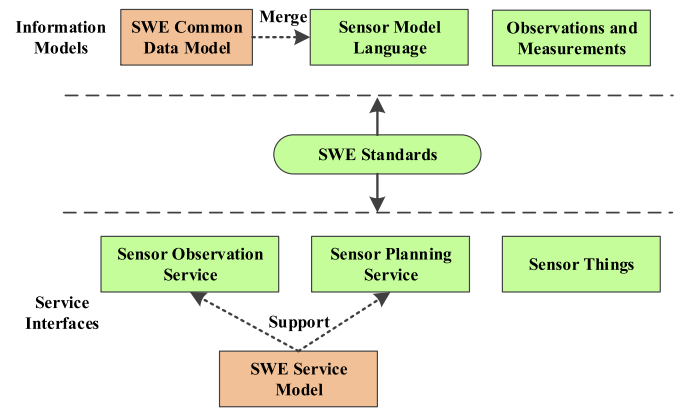 Information
Models
SWE Common
Data Model
Merge
Sensor Model
Language
Observations and
Measurements
SWE Standards
Sensor Observation
Service
Sensor Planning
Service
Sensor Things
Service
Interfaces
Support
SWE Service
Model